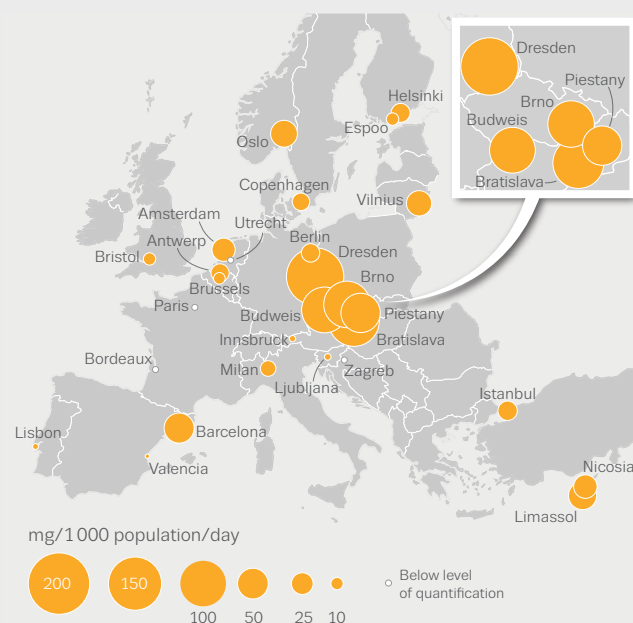 Dresden
Piestany
Brno
Budweis
Bratislava
Helsinki
Espoo
Oslo
Copenhagen
Vilnius
Amsterdam
Utrecht
Antwerp
Berlin
Bristol
Dresden
Brno
Brussels
Paris
Budweis
Piestany
Innsbruck
Bratislava
Bordeaux
Milan
Zagreb
Ljubljana
Istanbul
Lisbon
Barcelona
Valencia
Nicosia
Limassol
mg/1000 population/day
200
150
100
50
25
10
Below level
of quantification